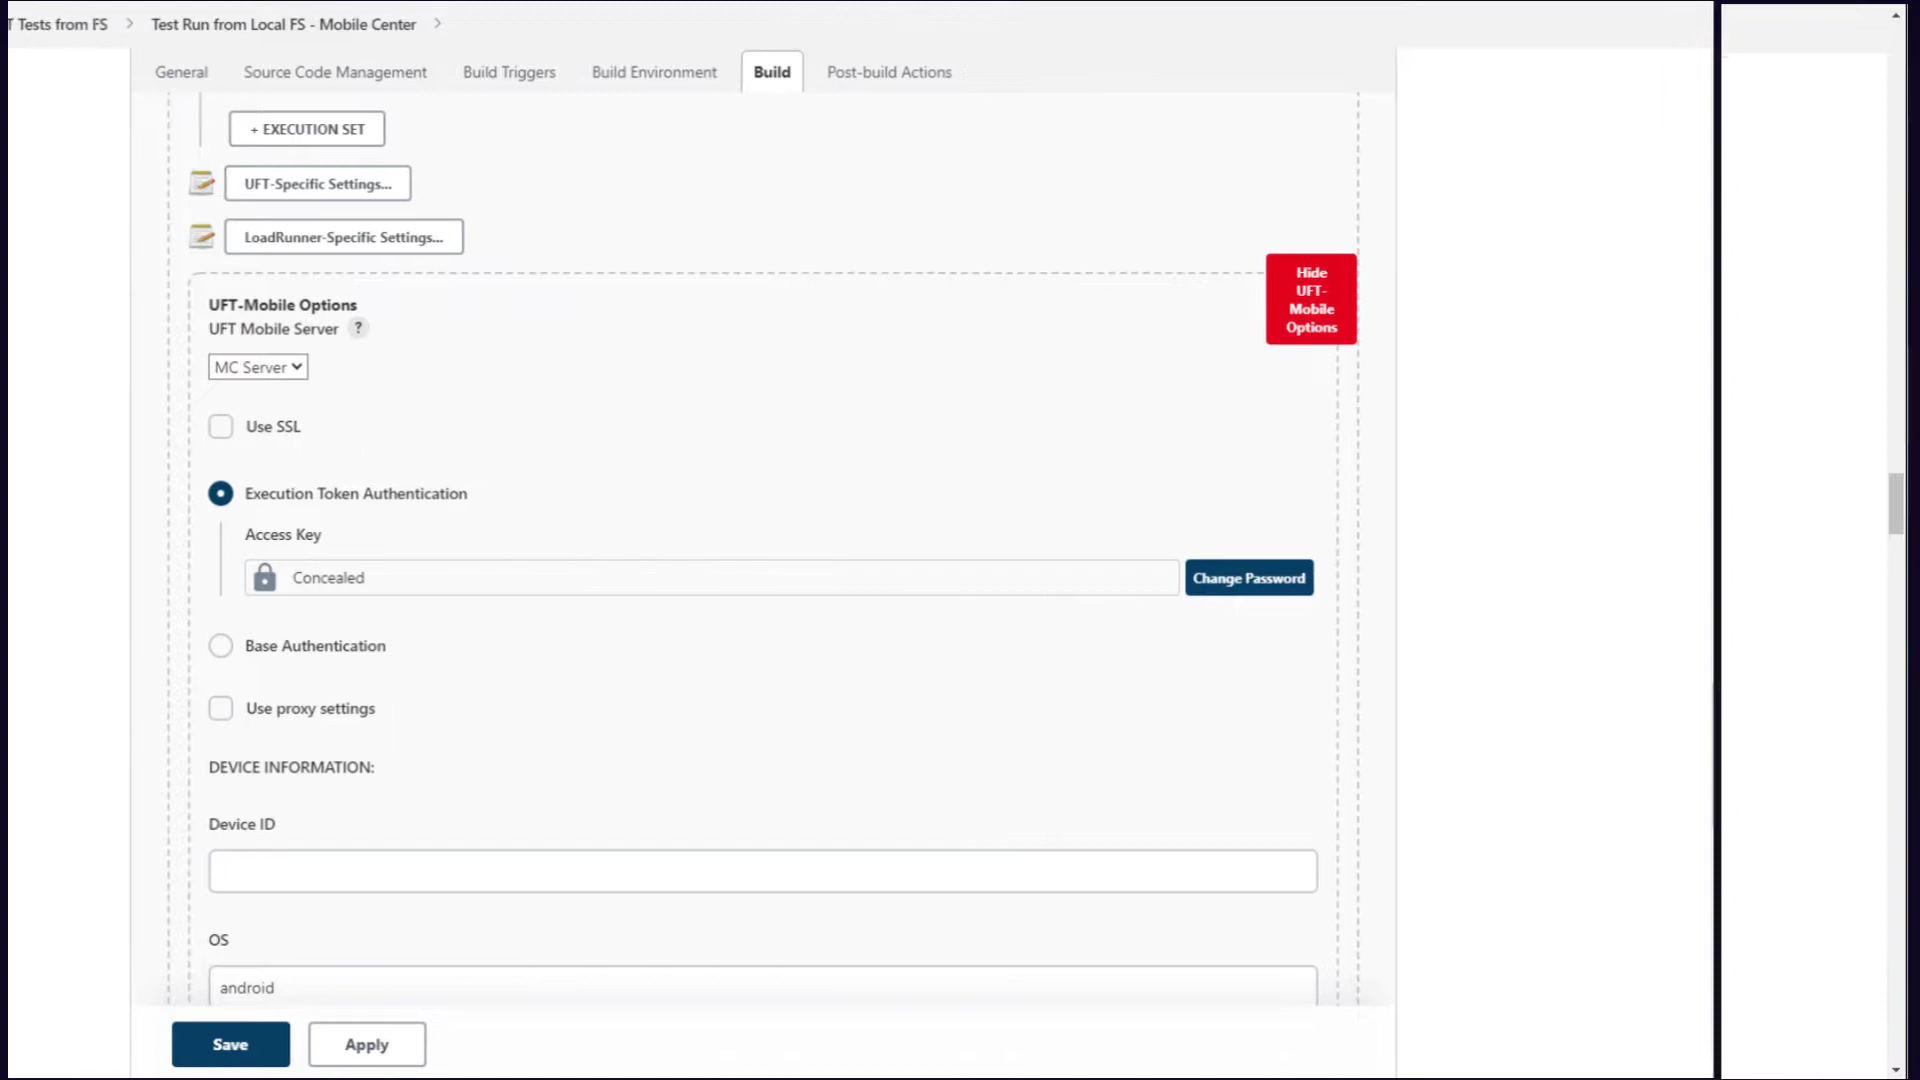 Tests from FS
Test Run from Local FS - Mobile Center
General Source Code Management Build Triggers Build Environment Build Post-build Actions
+ EXECUTION SET
UFT-Specific Settings...
LoadRunner-Specific Settings...
Hide
UFT-
Mobile
Options
UFT-Mobile Options
UFT Mobile Server ?
MC Server
Use SSL
Execution Token Authentication
Access Key
Concealed
Change Password
Base Authentication
Use proxy settings
DEVICE INFORMATION:
Device ID
OS
android
Save Apply